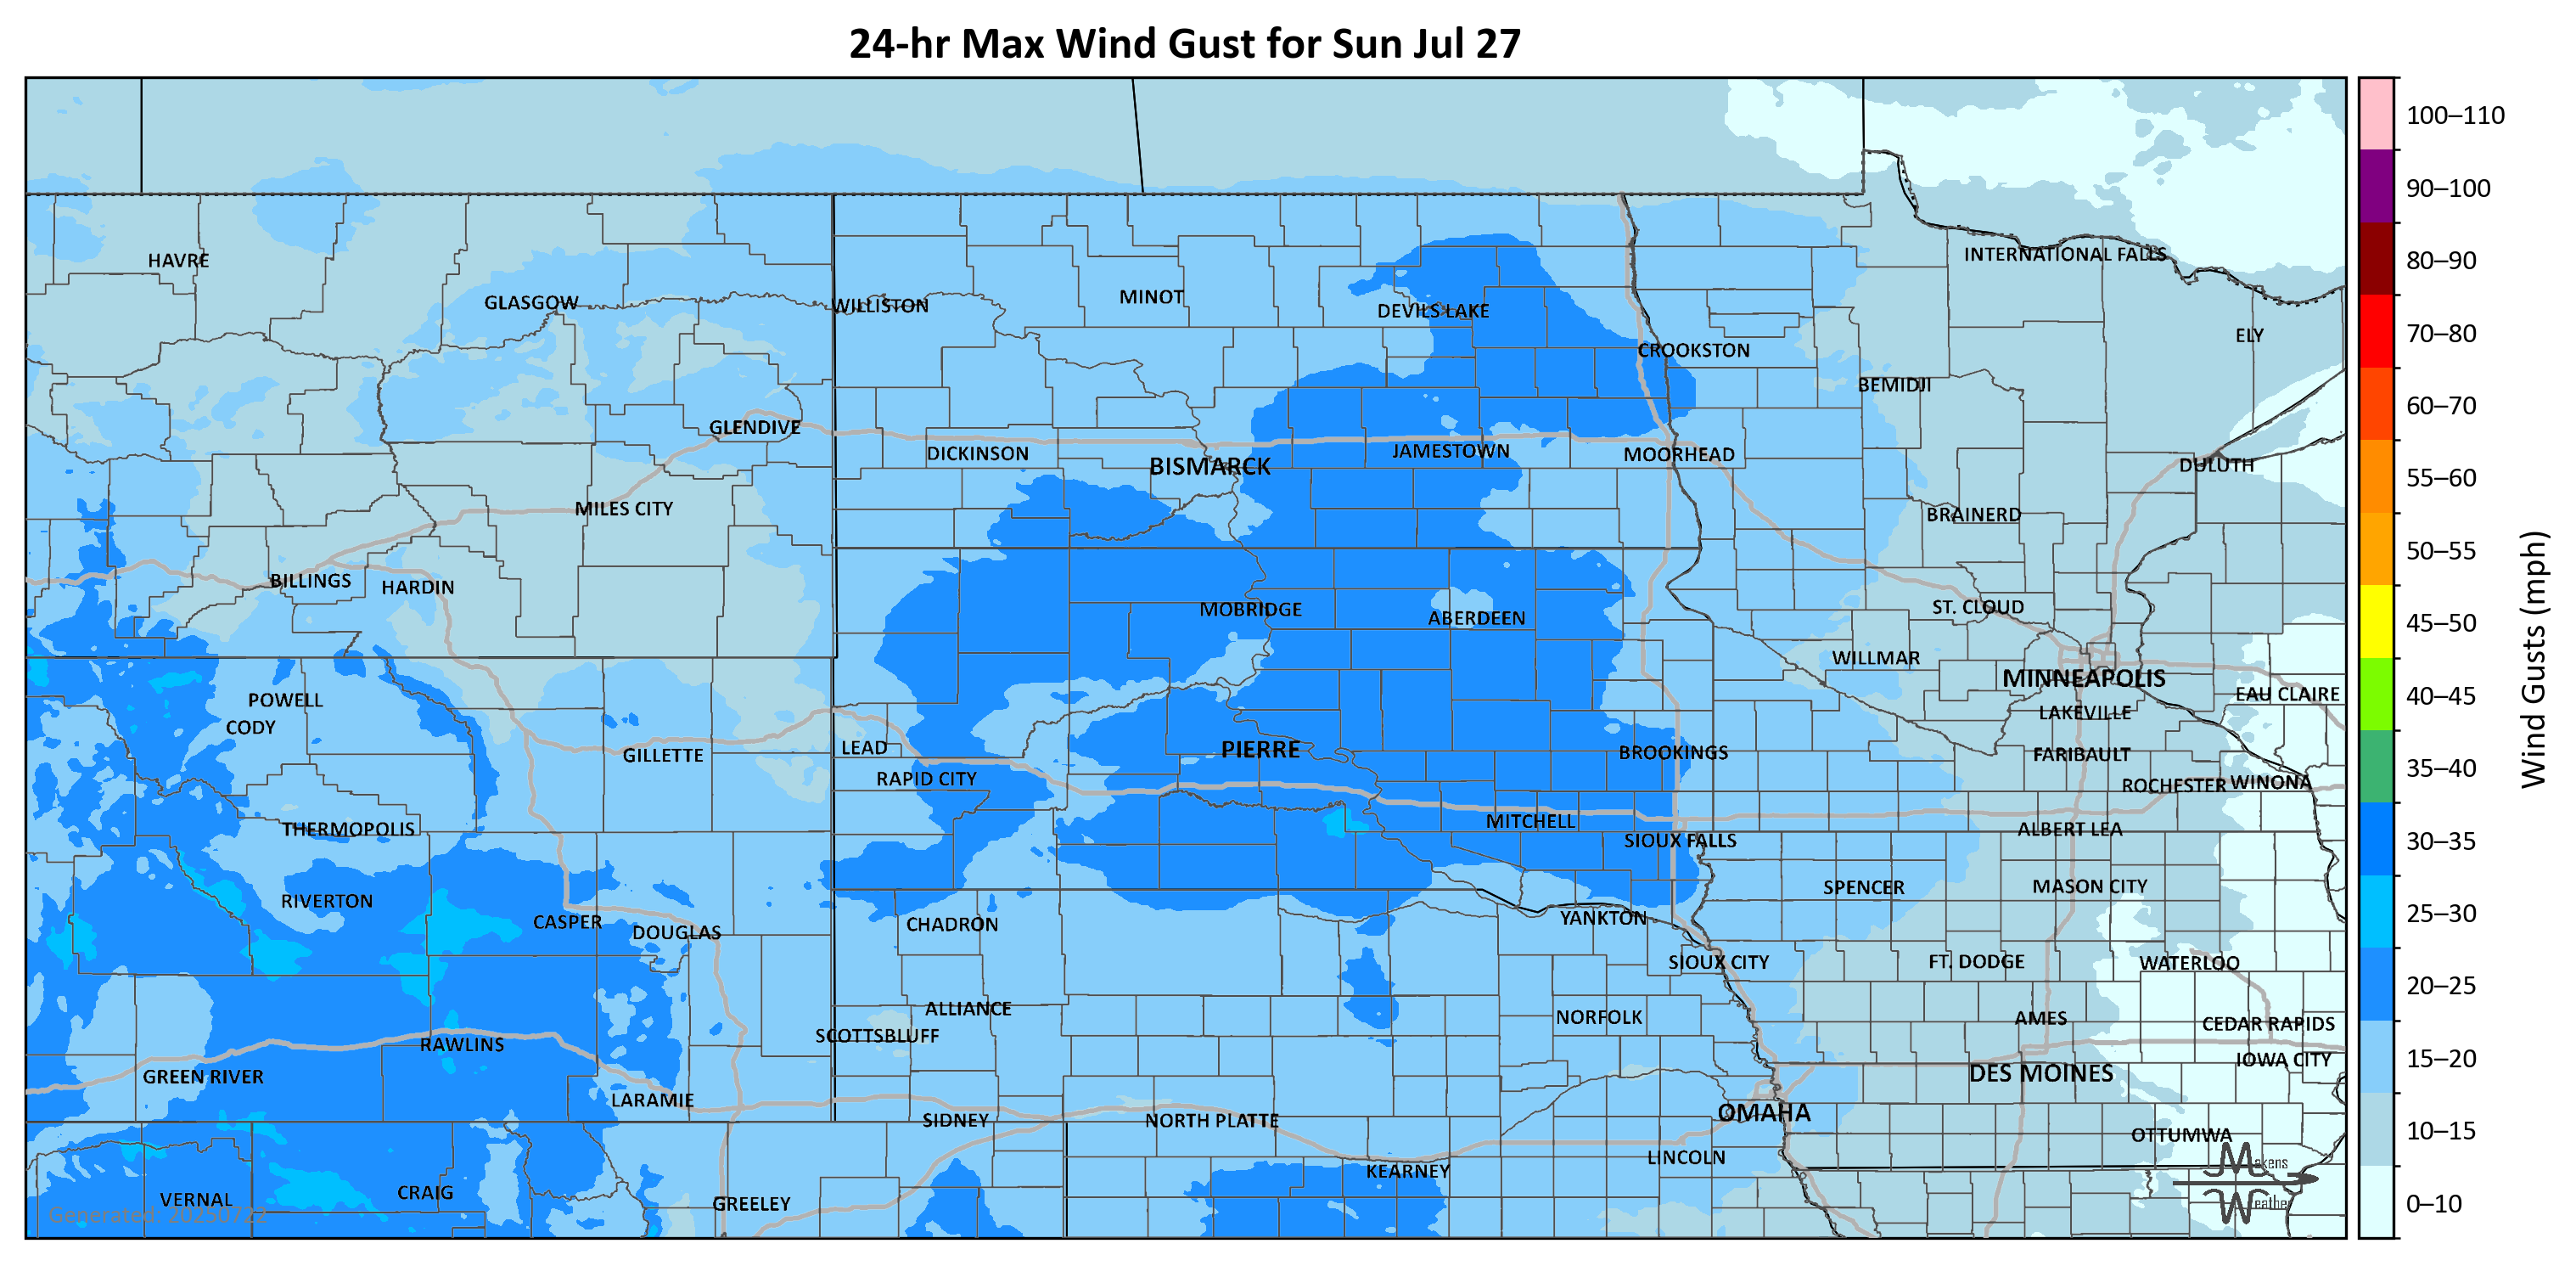 24-hr Max Wind Gust for Sun Jul 27
100–110
90–100
80–90
70–80
60–70
55–60
50–55
45–50
40–45
35–40
30–35
25–30
20–25
15–20
10–15
0–10
Wind Gusts (mph)
HAVRE
INTERNATIONAL FALLS
GLASGOW
WILLISTON
MINOT
DEVILS LAKE
ELY
CROOKSTON
BEMIDJI
GLENDIVE
DICKINSON
BISMARCK
JAMESTOWN
MOORHEAD
DULUTH
MILES CITY
BRAINERD
BILLINGS
HARDIN
MOBRIDGE
ABERDEEN
ST. CLOUD
WILLMAR
MINNEAPOLIS
POWELL
EAU CLAIRE
CODY
LAKEVILLE
GILLETTE
LEAD
PIERRE
BROOKINGS
FARIBAULT
RAPID CITY
ROCHESTER
WINONA
THERMOPOLIS
MITCHELL
SIOUX FALLS
ALBERT LEA
RIVERTON
SPENCER
MASON CITY
CASPER
DOUGLAS
CHADRON
YANKTON
SIOUX CITY
FT. DODGE
WATERLOO
ALLIANCE
NORFOLK
AMES
CEDAR RAPIDS
RAWLINS
SCOTTSBLUFF
IOWA CITY
GREEN RIVER
DES MOINES
LARAMIE
SIDNEY
NORTH PLATTE
OMAHA
OTTUMWA
KEARNEY
LINCOLN
VERNAL
CRAIG
GREELEY
Generated: 20250722
Makens
Weather